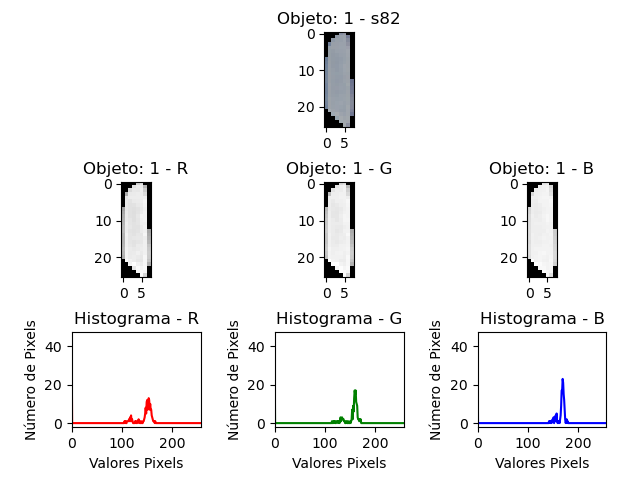 Objeto: 1 - s82
0
10
20
0 5
Objeto: 1 - R
Objeto: 1 - G
Objeto: 1 - B
0
10
20
0 5
0
10
20
0 5
0
10
20
0 5
Histograma - R
Histograma - G
Histograma - B
Número de Pixels
40
20
0
0 100 200
Valores Pixels
Número de Pixels
40
20
0
0 100 200
Valores Pixels
Número de Pixels
40
20
0
0 100 200
Valores Pixels